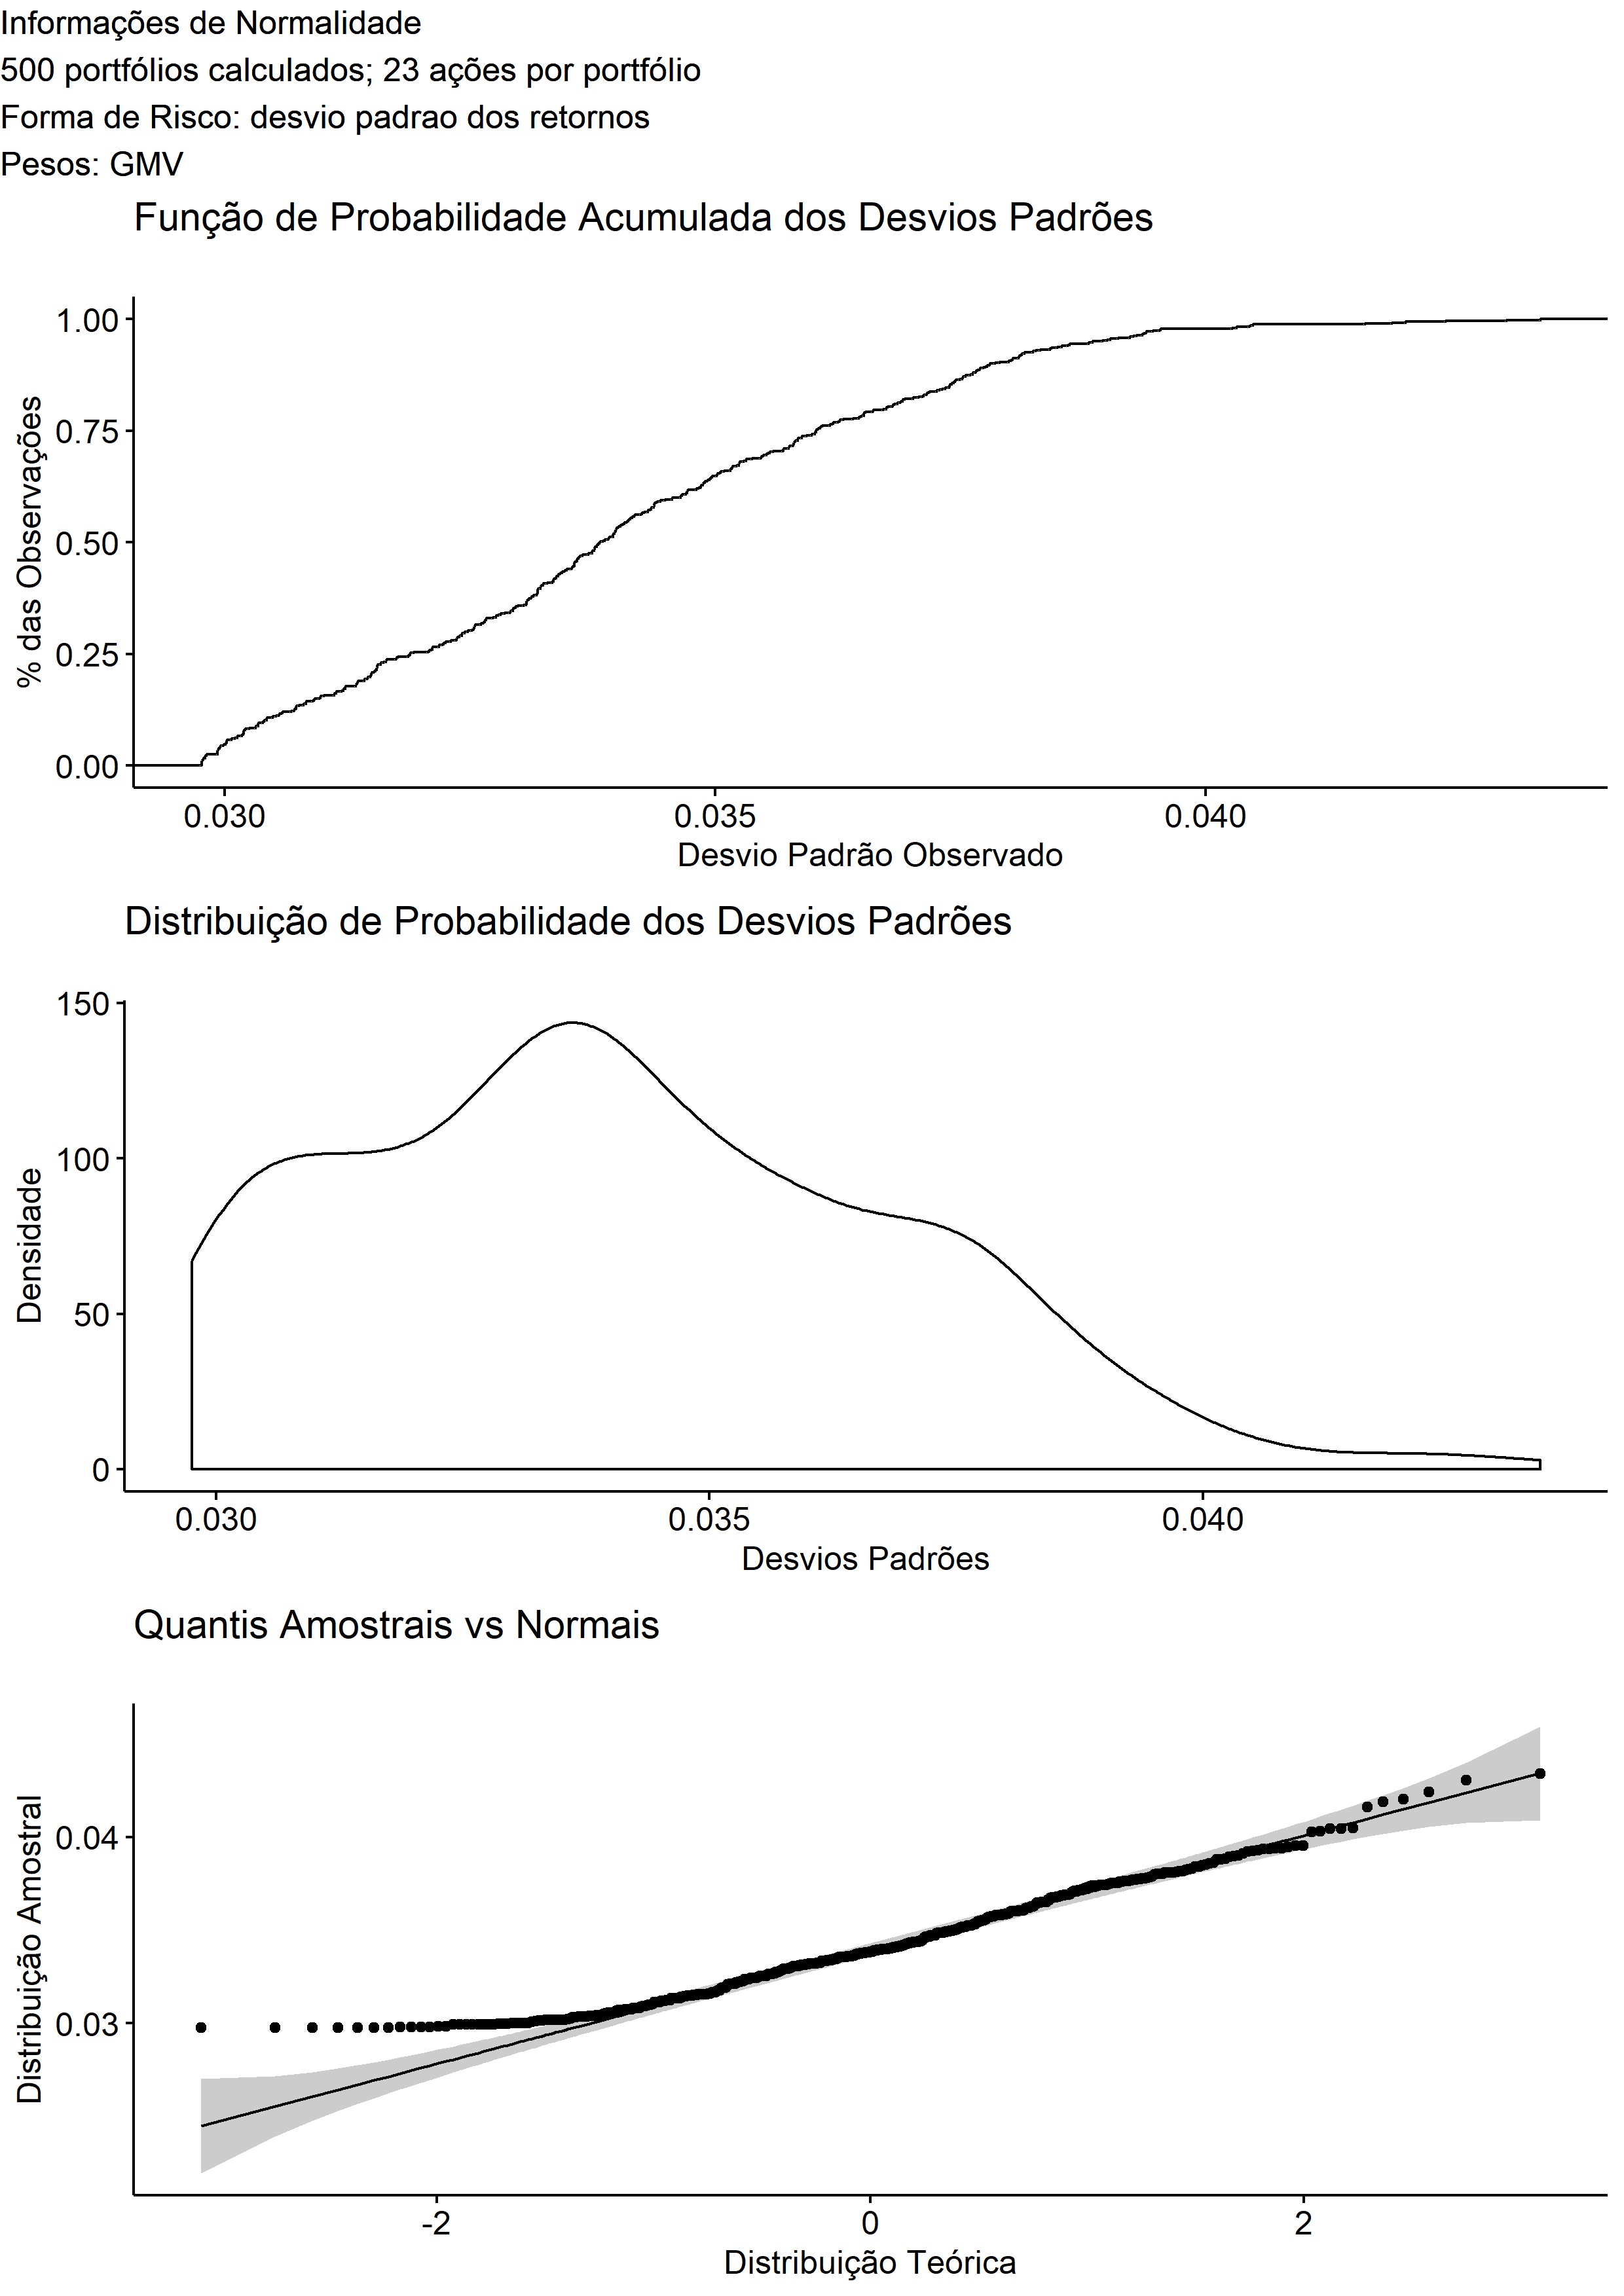 Informações de Normalidade
500 portfólios calculados; 23 ações por portfólio
Forma de Risco: desvio padrao dos retornos
Pesos: GMV
Função de Probabilidade Acumulada dos Desvios Padrões
1.00
0.75
0.50
0.25
0.00
% das Observações
0.030 0.035 0.040
Desvio Padrão Observado
Distribuição de Probabilidade dos Desvios Padrões
150
100
50
0
Densidade
0.030 0.035 0.040
Desvios Padrões
Quantis Amostrais vs Normais
0.04
0.03
Distribuição Amostral
-2 0 2
Distribuição Teórica